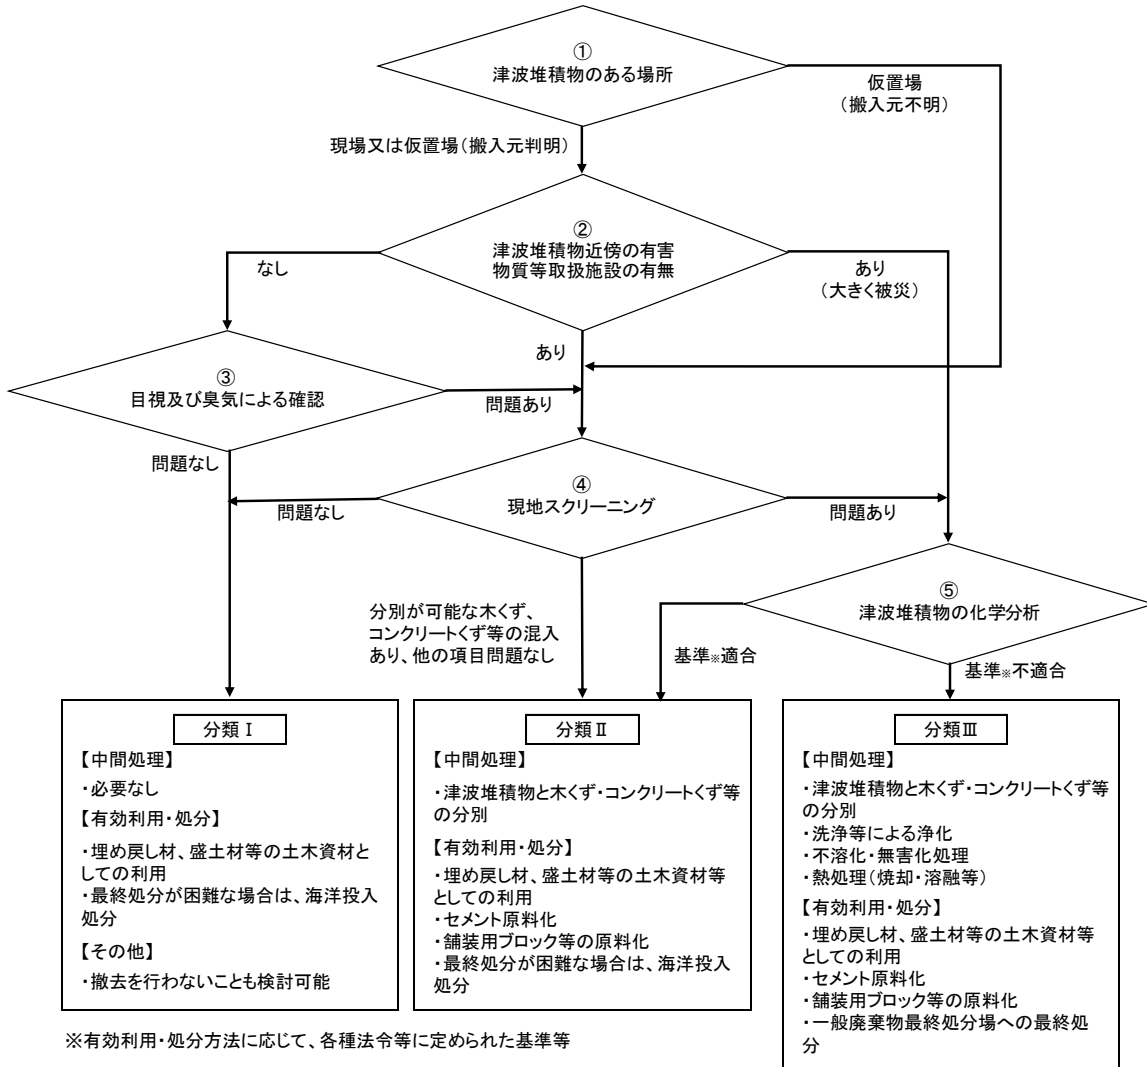 ①
津波堆積物のある場所
仮置場
（搬入元不明）
現場又は仮置場（搬入元判明）
②
津波堆積物近傍の有害
物質等取扱施設の有無
なし
あり
（大きく被災）
あり
③
目視及び臭気による確認
問題あり
問題なし
④
現地スクリーニング
問題なし
問題あり
⑤
津波堆積物の化学分析
分別が可能な木くず、
コンクリートくず等の混入
あり、他の項目問題なし
基準※適合
基準※不適合
分類Ⅰ
【中間処理】
・必要なし
【有効利用・処分】
・埋め戻し材、盛土材等の土木資材と
しての利用
・最終処分が困難な場合は、海洋投入
処分
【その他】
・撤去を行わないことも検討可能
分類Ⅱ
【中間処理】
・津波堆積物と木くず・コンクリートくず等
の分別
【有効利用・処分】
・埋め戻し材、盛土材等の土木資材等
としての利用
・セメント原料化
・舗装用ブロック等の原料化
・最終処分が困難な場合は、海洋投入
処分
分類Ⅲ
【中間処理】
・津波堆積物と木くず・コンクリートくず等
の分別
・洗浄等による浄化
・不溶化・無害化処理
・熱処理（焼却・溶融等）
【有効利用・処分】
・埋め戻し材、盛土材等の土木資材等
としての利用
・セメント原料化
・舗装用ブロック等の原料化
・一般廃棄物最終処分場への最終処
分
※有効利用・処分方法に応じて、各種法令等に定められた基準等